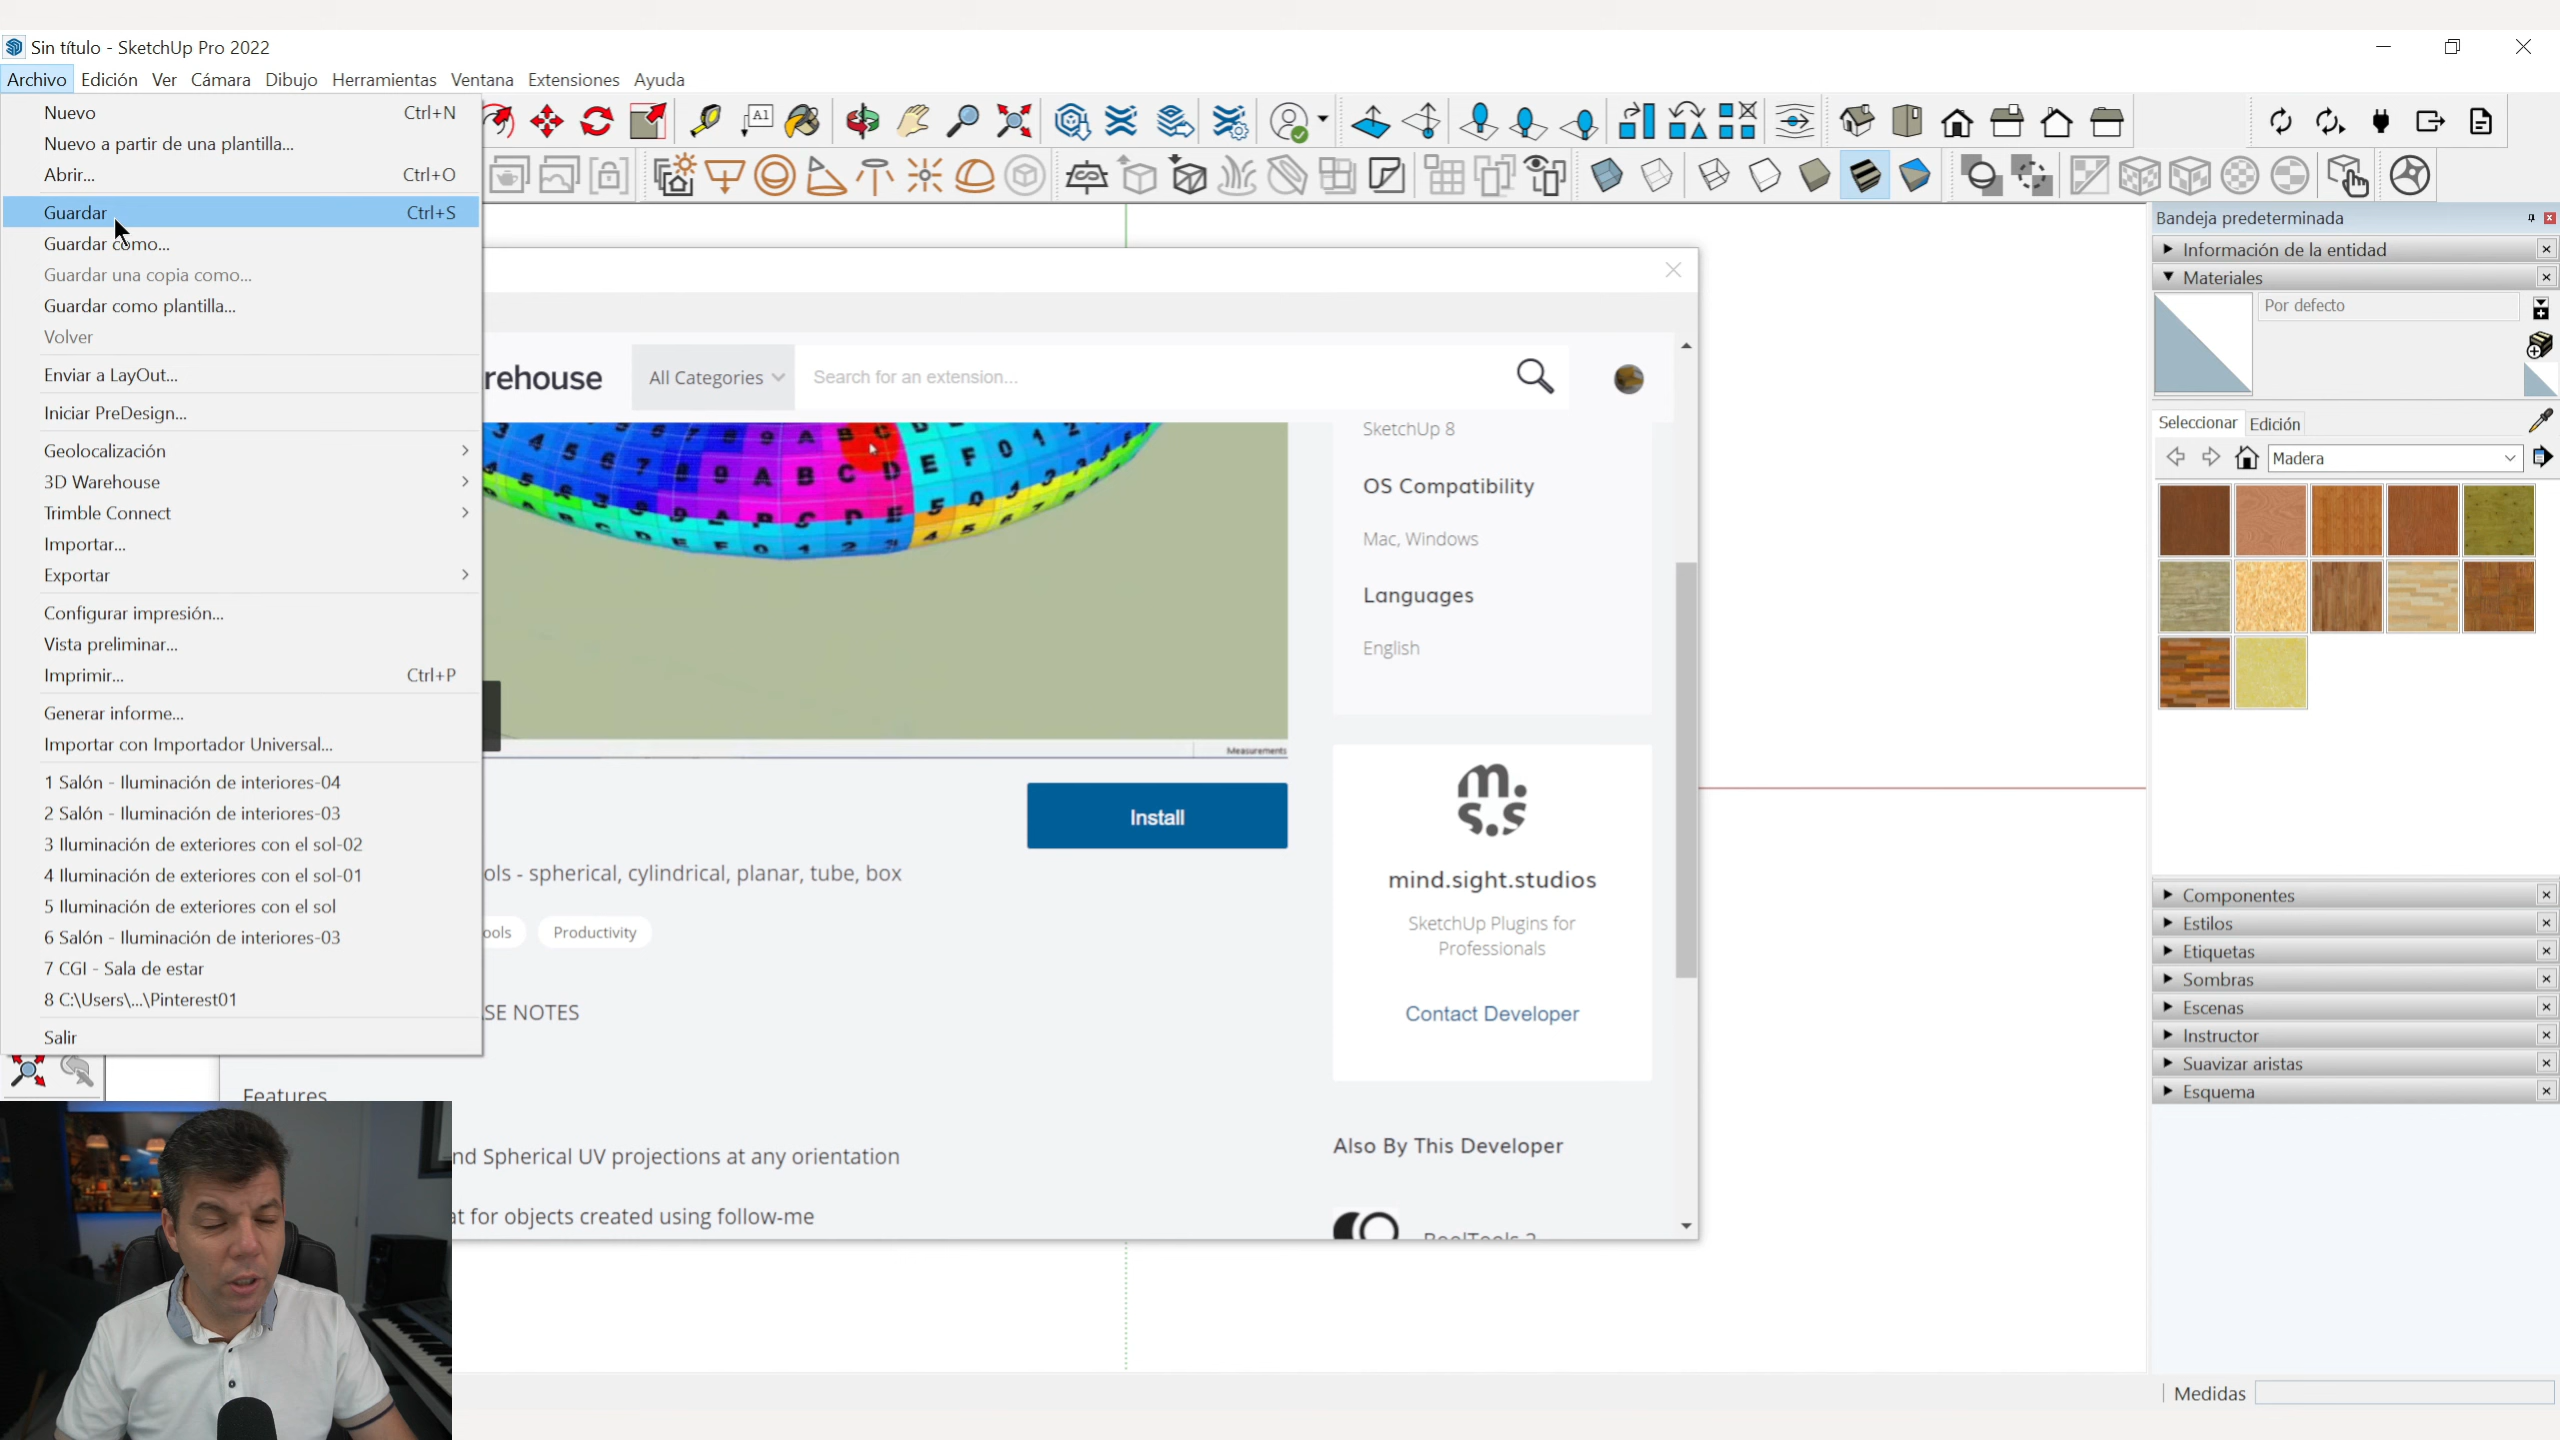 Sin título - SketchUp Pro 2022
Archivo Edición Ver Cámara Dibujo Herramientas Ventana Extensiones Ayuda
Nuevo Ctrl+N
Nuevo a partir de una plantilla...
Abrir... Ctrl+O
Guardar Ctrl+S
Guardar como...
Guardar una copia como...
Guardar como plantilla...
Volver
Enviar a LayOut...
Iniciar PreDesign...
Geolocalización
3D Warehouse
Trimble Connect
Importar...
Exportar
Configurar impresión...
Vista preliminar...
Imprimir... Ctrl+P
Generar informe...
Importar con Importador Universal...
1 Salón - Iluminación de interiores-04
2 Salón - Iluminación de interiores-03
3 Iluminación de exteriores con el sol-02
4 Iluminación de exteriores con el sol-01
5 Iluminación de exteriores con el sol
6 Salón - Iluminación de interiores-03
7 CGI - Sala de estar
8 C:\Users\...\Pinterest01
Salir
A1
rehouse
All Categories
Search for an extension...
SketchUp 8
OS Compatibility
Mac, Windows
Languages
English
Measurements
Install
ols - spherical, cylindrical, planar, tube, box
ools
Productivity
SE NOTES
Features
nd Spherical UV projections at any orientation
at for objects created using follow-me
m.
s.s
mind.sight.studios
SketchUp Plugins for
Professionals
Contact Developer
Also By This Developer
BoolTools 2
Bandeja predeterminada
Información de la entidad
Materiales
Por defecto
Seleccionar Edición
Madera
Componentes
Estilos
Etiquetas
Sombras
Escenas
Instructor
Suavizar aristas
Esquema
Medidas